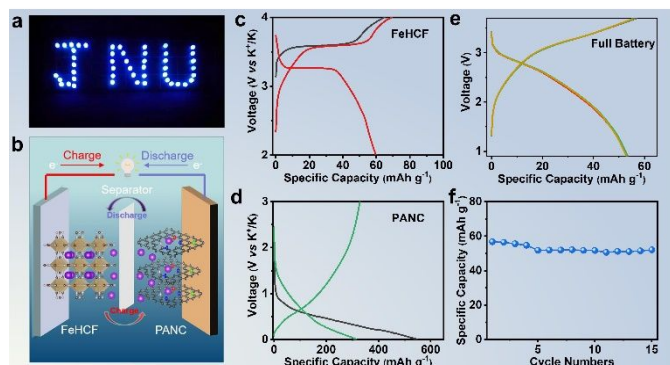 a
JNU
b
Charge
Discharge
e⁻
e⁻
Separator
Discharge
Charge
FeHCF
PANC
c
FeHCF
Voltage (V vs K⁺/K)
4
3
2
0 20 40 60 80 100
Specific Capacity (mAh g⁻¹)
d
PANC
Voltage (V vs K⁺/K)
3
2
1
0
0 200 400 600
Specific Capacity (mAh g⁻¹)
e
Full Battery
Voltage (V)
3
2
1
0 20 40 60
Specific Capacity (mAh g⁻¹)
f
Specific Capacity (mAh g⁻¹)
80
60
40
20
0
0 5 10 15
Cycle Numbers